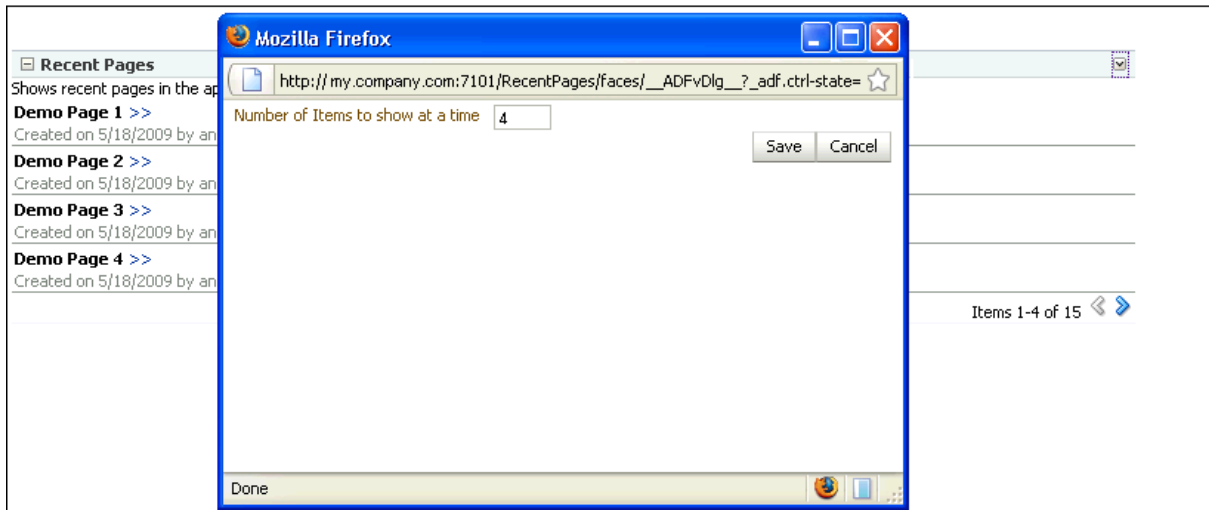 Mozilla Firefox
Recent Pages
http://my.company.com:7101/RecentPages/faces/__ADFvDlg__?_adf.ctrl-state=
Shows recent pages in the ap
Number of Items to show at a time 4
Demo Page 1 >>
Created on 5/18/2009 by an
Save Cancel
Demo Page 2 >>
Created on 5/18/2009 by an
Demo Page 3 >>
Created on 5/18/2009 by an
Demo Page 4 >>
Created on 5/18/2009 by an
Items 1-4 of 15
Done